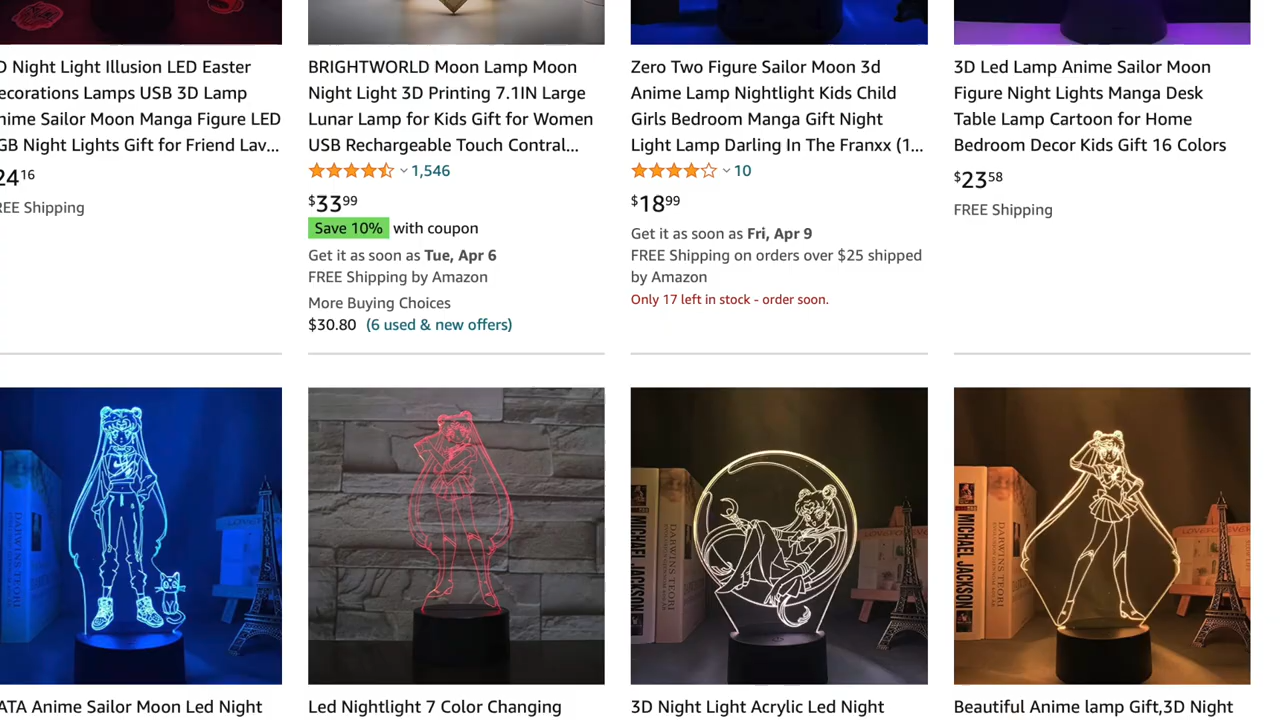 D Night Light Illusion LED Easter
ecorations Lamps USB 3D Lamp
nime Sailor Moon Manga Figure LED
GB Night Lights Gift for Friend Lav...
24 16
REE Shipping
BRIGHTWORLD Moon Lamp Moon
Night Light 3D Printing 7.1IN Large
Lunar Lamp for Kids Gift for Women
USB Rechargeable Touch Contral...
1,546
$33 99
Save 10% with coupon
Get it as soon as Tue, Apr 6
FREE Shipping by Amazon
More Buying Choices
$30.80 (6 used & new offers)
Zero Two Figure Sailor Moon 3d
Anime Lamp Nightlight Kids Child
Girls Bedroom Manga Gift Night
Light Lamp Darling In The Franxx (1...
10
$18 99
Get it as soon as Fri, Apr 9
FREE Shipping on orders over $25 shipped
by Amazon
Only 17 left in stock - order soon.
3D Led Lamp Anime Sailor Moon
Figure Night Lights Manga Desk
Table Lamp Cartoon for Home
Bedroom Decor Kids Gift 16 Colors
$23 58
FREE Shipping
DARWINS TEORI
MICHAEL JACKSON
DARWINS TEORI
ATA Anime Sailor Moon Led Night
Led Nightlight 7 Color Changing
3D Night Light Acrylic Led Night
Beautiful Anime lamp Gift,3D Night